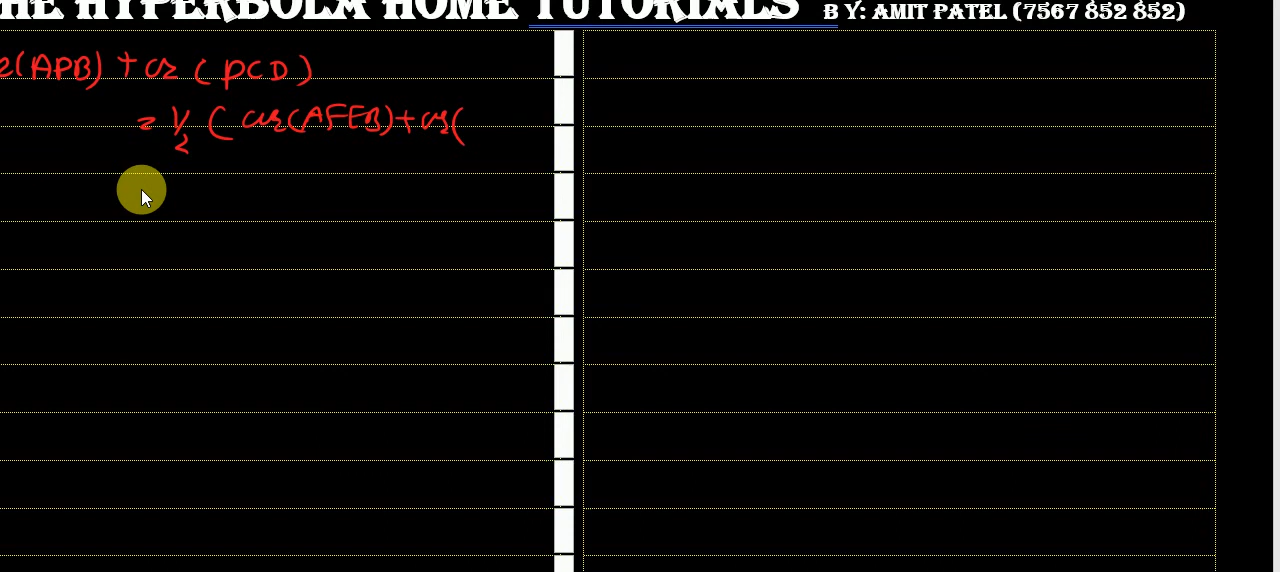 HE HYPERBOLA HOME TUTORIALS BY: AMIT PATEL (7567 852 852)
(APB) + ar (PCD)
= 1/2 ( ar(AFEB) + ar(